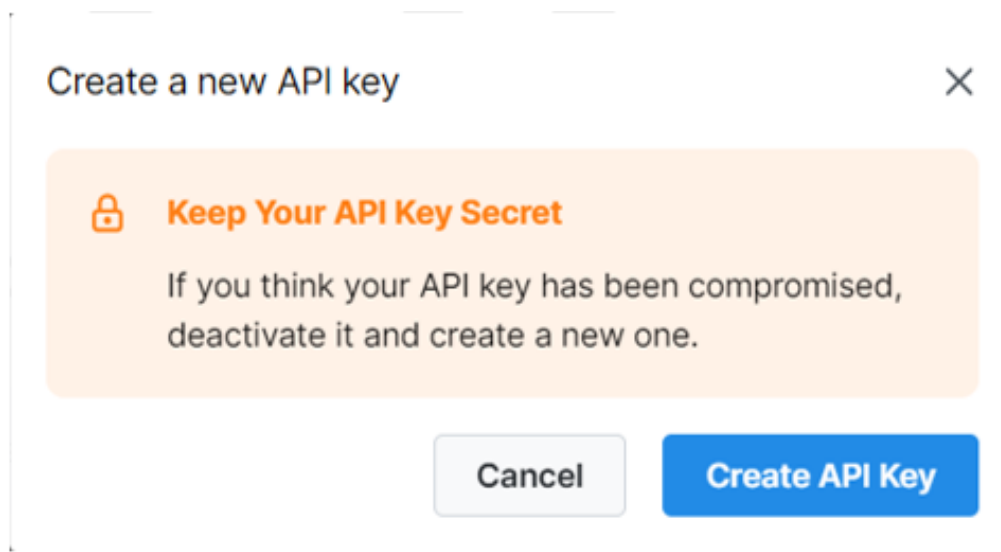 Create a new API key
Keep Your API Key Secret
If you think your API key has been compromised,
deactivate it and create a new one.
Cancel
Create API Key